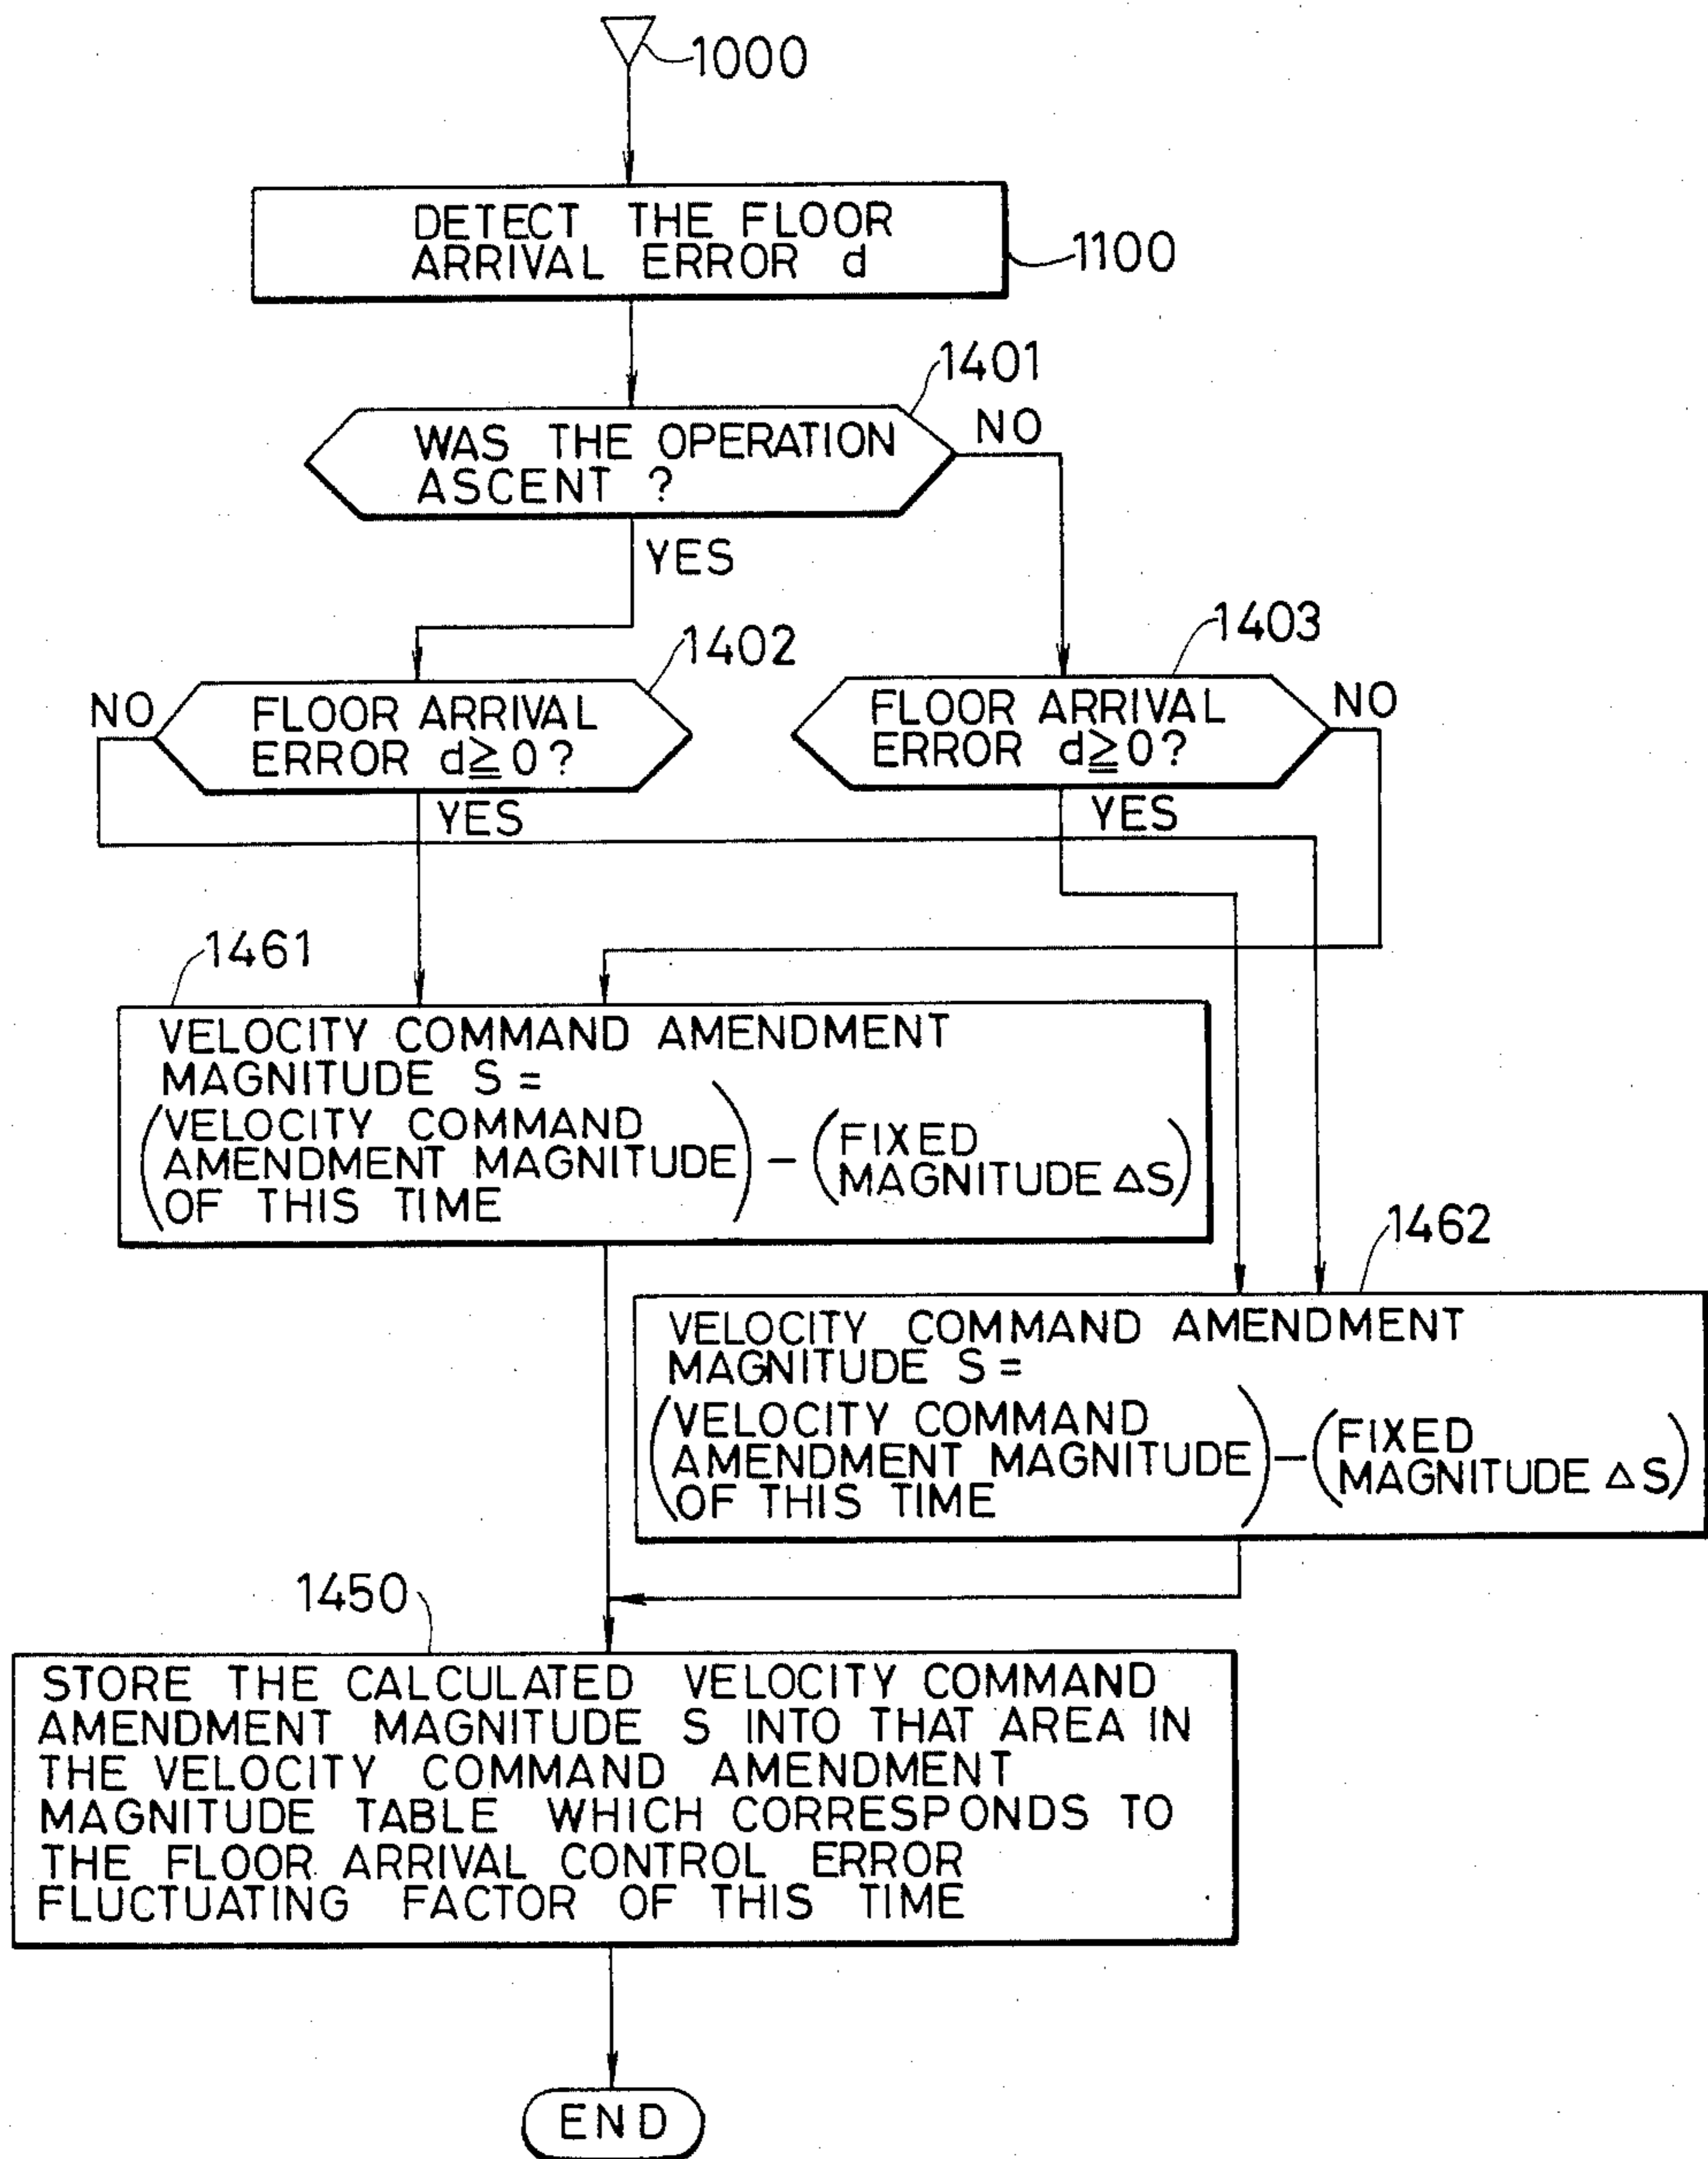 1000
DETECT THE FLOOR
ARRIVAL ERROR d
1100
1401
WAS THE OPERATION
ASCENT ?
NO
YES
1402
1403
NO
FLOOR ARRIVAL
ERROR d≧0?
YES
FLOOR ARRIVAL
ERROR d≧0?
NO
YES
1461
VELOCITY COMMAND AMENDMENT
MAGNITUDE S =
(VELOCITY COMMAND
AMENDMENT MAGNITUDE
OF THIS TIME) - (FIXED
MAGNITUDE ΔS)
1462
VELOCITY COMMAND AMENDMENT
MAGNITUDE S =
(VELOCITY COMMAND
AMENDMENT MAGNITUDE
OF THIS TIME) - (FIXED
MAGNITUDE ΔS)
1450
STORE THE CALCULATED VELOCITY COMMAND
AMENDMENT MAGNITUDE S INTO THAT AREA IN
THE VELOCITY COMMAND AMENDMENT
MAGNITUDE TABLE WHICH CORRESPONDS TO
THE FLOOR ARRIVAL CONTROL ERROR
FLUCTUATING FACTOR OF THIS TIME
END